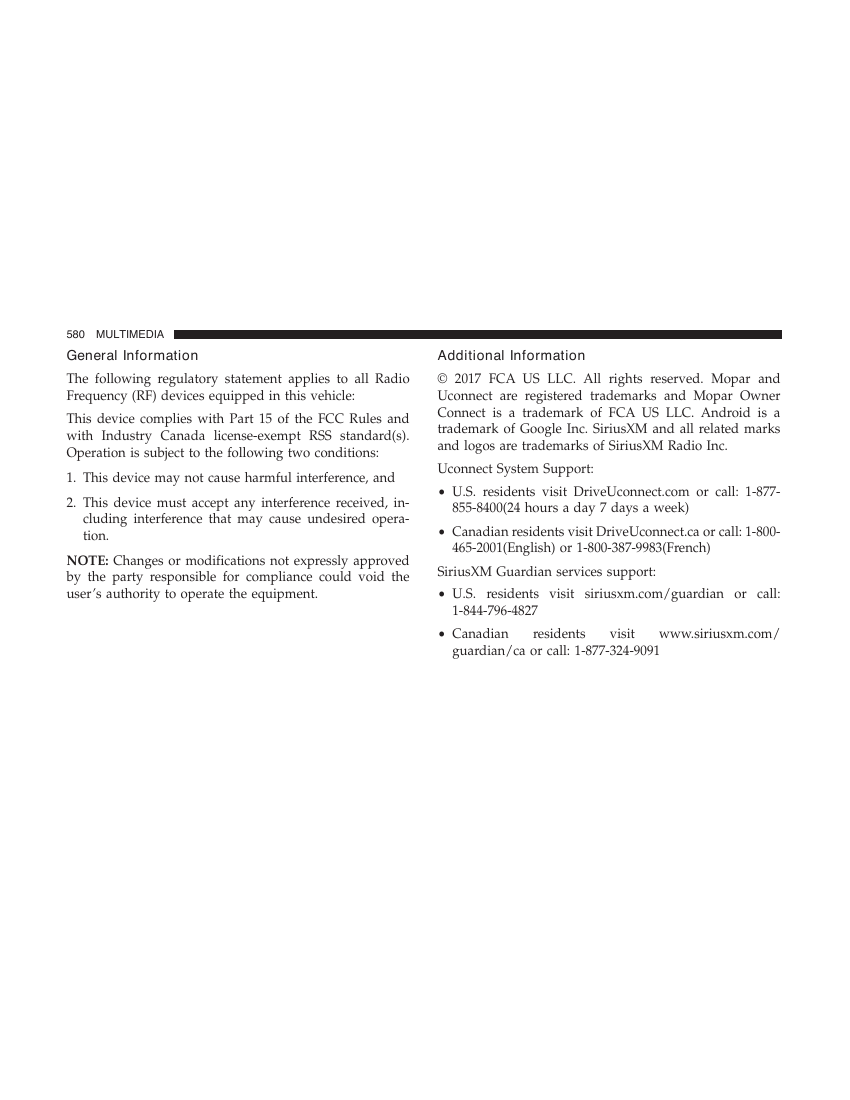 580 MULTIMEDIA
General Information
The following regulatory statement applies to all Radio
Frequency (RF) devices equipped in this vehicle:
This device complies with Part 15 of the FCC Rules and
with Industry Canada license-exempt RSS standard(s).
Operation is subject to the following two conditions:
1. This device may not cause harmful interference, and
2. This device must accept any interference received, in-
cluding interference that may cause undesired opera-
tion.
NOTE: Changes or modifications not expressly approved
by the party responsible for compliance could void the
user's authority to operate the equipment.
Additional Information
© 2017 FCA US LLC. All rights reserved. Mopar and
Uconnect are registered trademarks and Mopar Owner
Connect is a trademark of FCA US LLC. Android is a
trademark of Google Inc. SiriusXM and all related marks
and logos are trademarks of SiriusXM Radio Inc.
Uconnect System Support:
• U.S. residents visit DriveUconnect.com or call: 1-877-
855-8400(24 hours a day 7 days a week)
• Canadian residents visit DriveUconnect.ca or call: 1-800-
465-2001(English) or 1-800-387-9983(French)
SiriusXM Guardian services support:
• U.S. residents visit siriusxm.com/guardian or call:
1-844-796-4827
• Canadian residents visit www.siriusxm.com/
guardian/ca or call: 1-877-324-9091